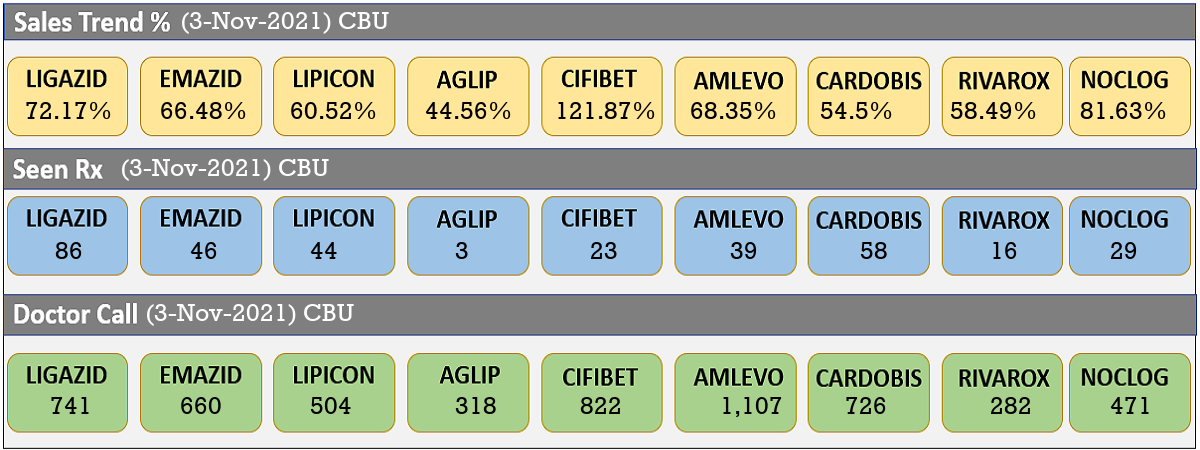 Sales Trend % (3-Nov-2021) CBU
LIGAZID EMAZID LIPICON AGLIP CIFIBET AMLEVO CARDOBIS RIVAROX NOCLOG
72.17% 66.48% 60.52% 44.56% 121.87% 68.35% 54.5% 58.49% 81.63%
Seen Rx (3-Nov-2021) CBU
LIGAZID EMAZID LIPICON AGLIP CIFIBET AMLEVO CARDOBIS RIVAROX NOCLOG
86 46 44 3 23 39 58 16 29
Doctor Call (3-Nov-2021) CBU
LIGAZID EMAZID LIPICON AGLIP CIFIBET AMLEVO CARDOBIS RIVAROX NOCLOG
741 660 504 318 822 1,107 726 282 471